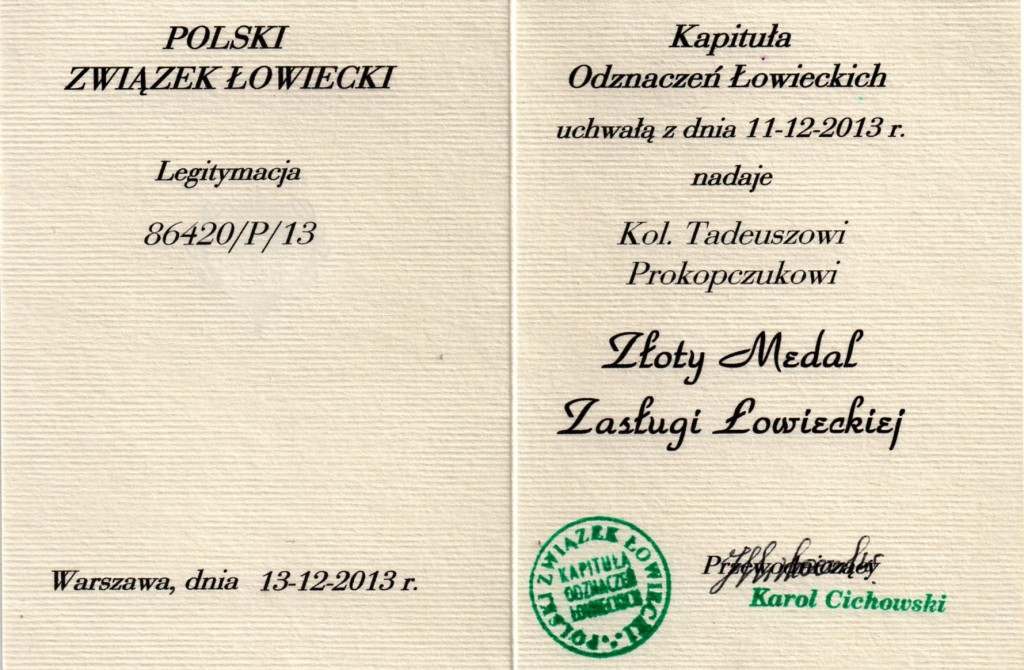 POLSKI
ZWIĄZEK ŁOWIECKI
Legitymacja
86420/P/13
Warszawa, dnia 13-12-2013 r.
Kapituła
Odznaczeń Łowieckich
uchwałą z dnia 11-12-2013 r.
nadaje
Kol. Tadeuszowi
Prokopczukowi
Złoty Medal
Zasługi Łowieckiej
POLSKI ZWIĄZEK ŁOWIECKI
KAPITUŁA
ODZNACZEŃ
ŁOWIECKICH
Przewodniczący
Karol Cichowski